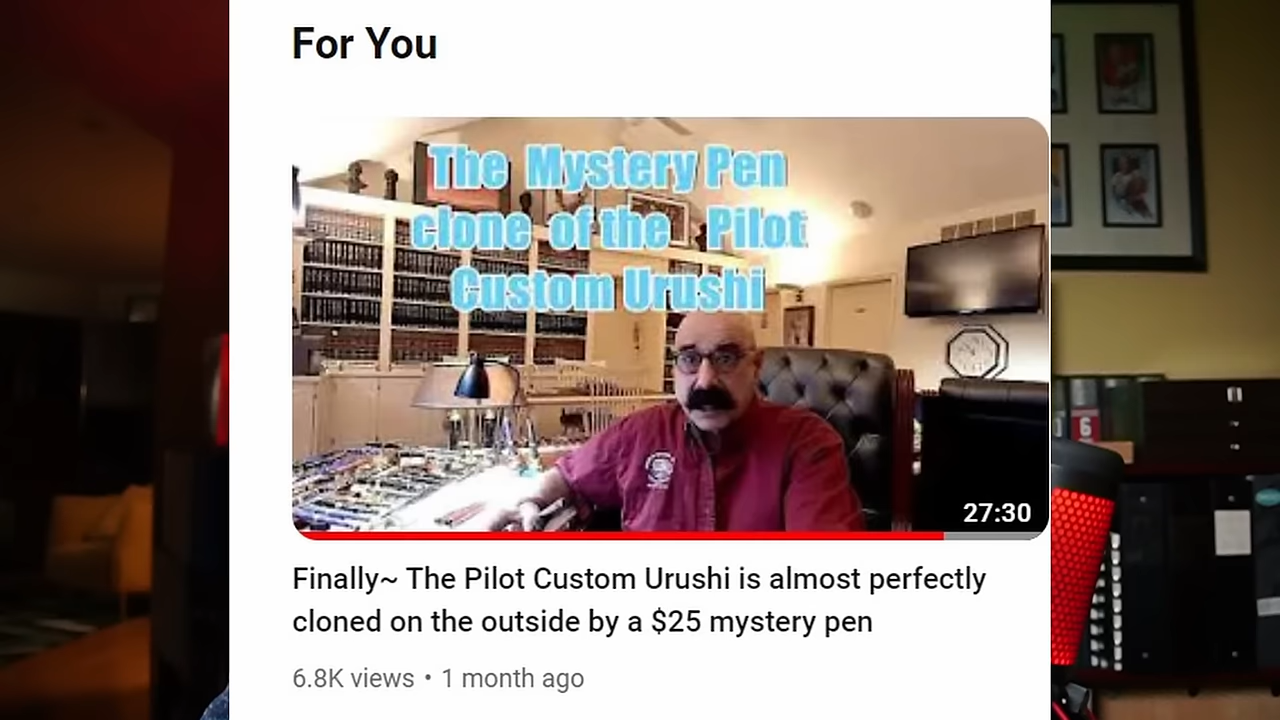 For You
The Mystery Pen
clone of the Pilot
Custom Urushi
27:30
Finally~ The Pilot Custom Urushi is almost perfectly
cloned on the outside by a $25 mystery pen
6.8K views • 1 month ago
6